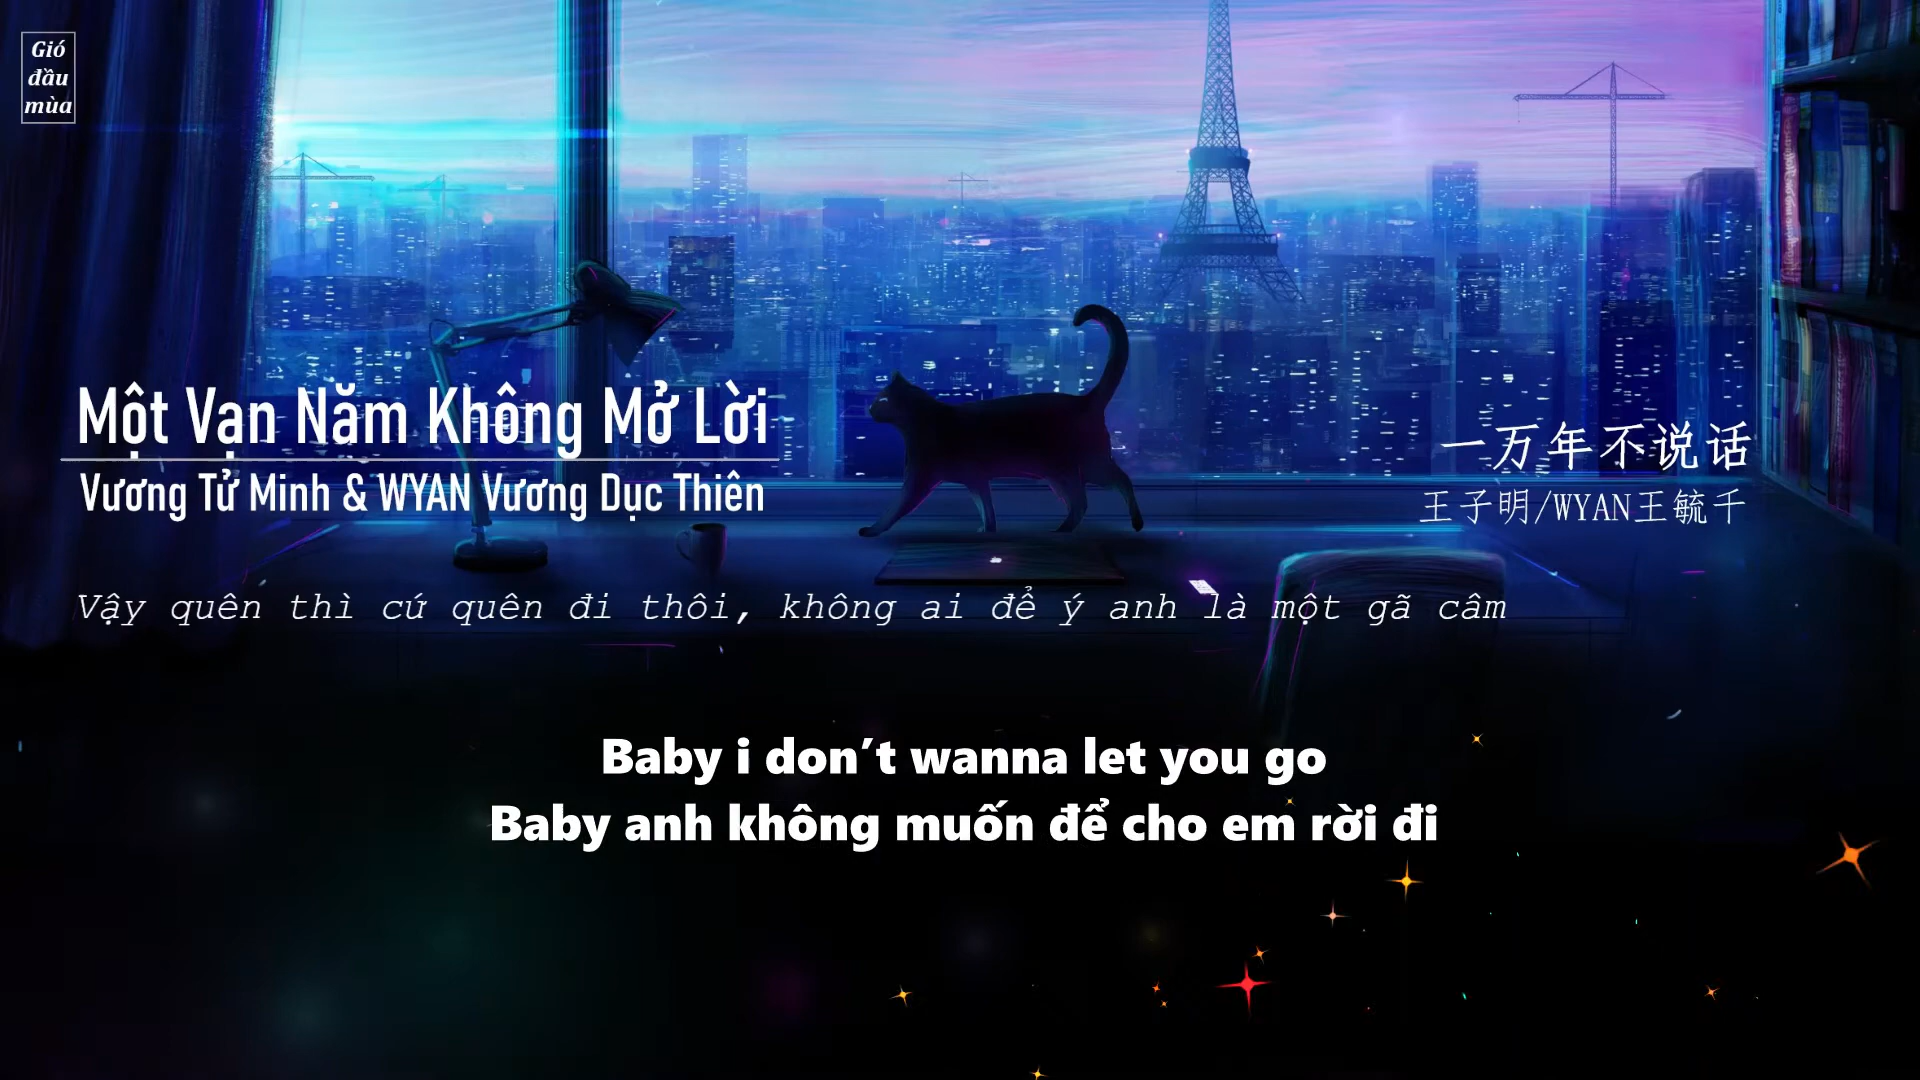 Gió
đầu
mùa
Một Vạn Năm Không Mở Lời
Vương Tử Minh & WYAN Vương Dục Thiên
一万年不说话
王子明/WYAN王毓千
Vậy quên thì cứ quên đi thôi, không ai để ý anh là một gã câm
Baby i don’t wanna let you go
Baby anh không muốn để cho em rời đi